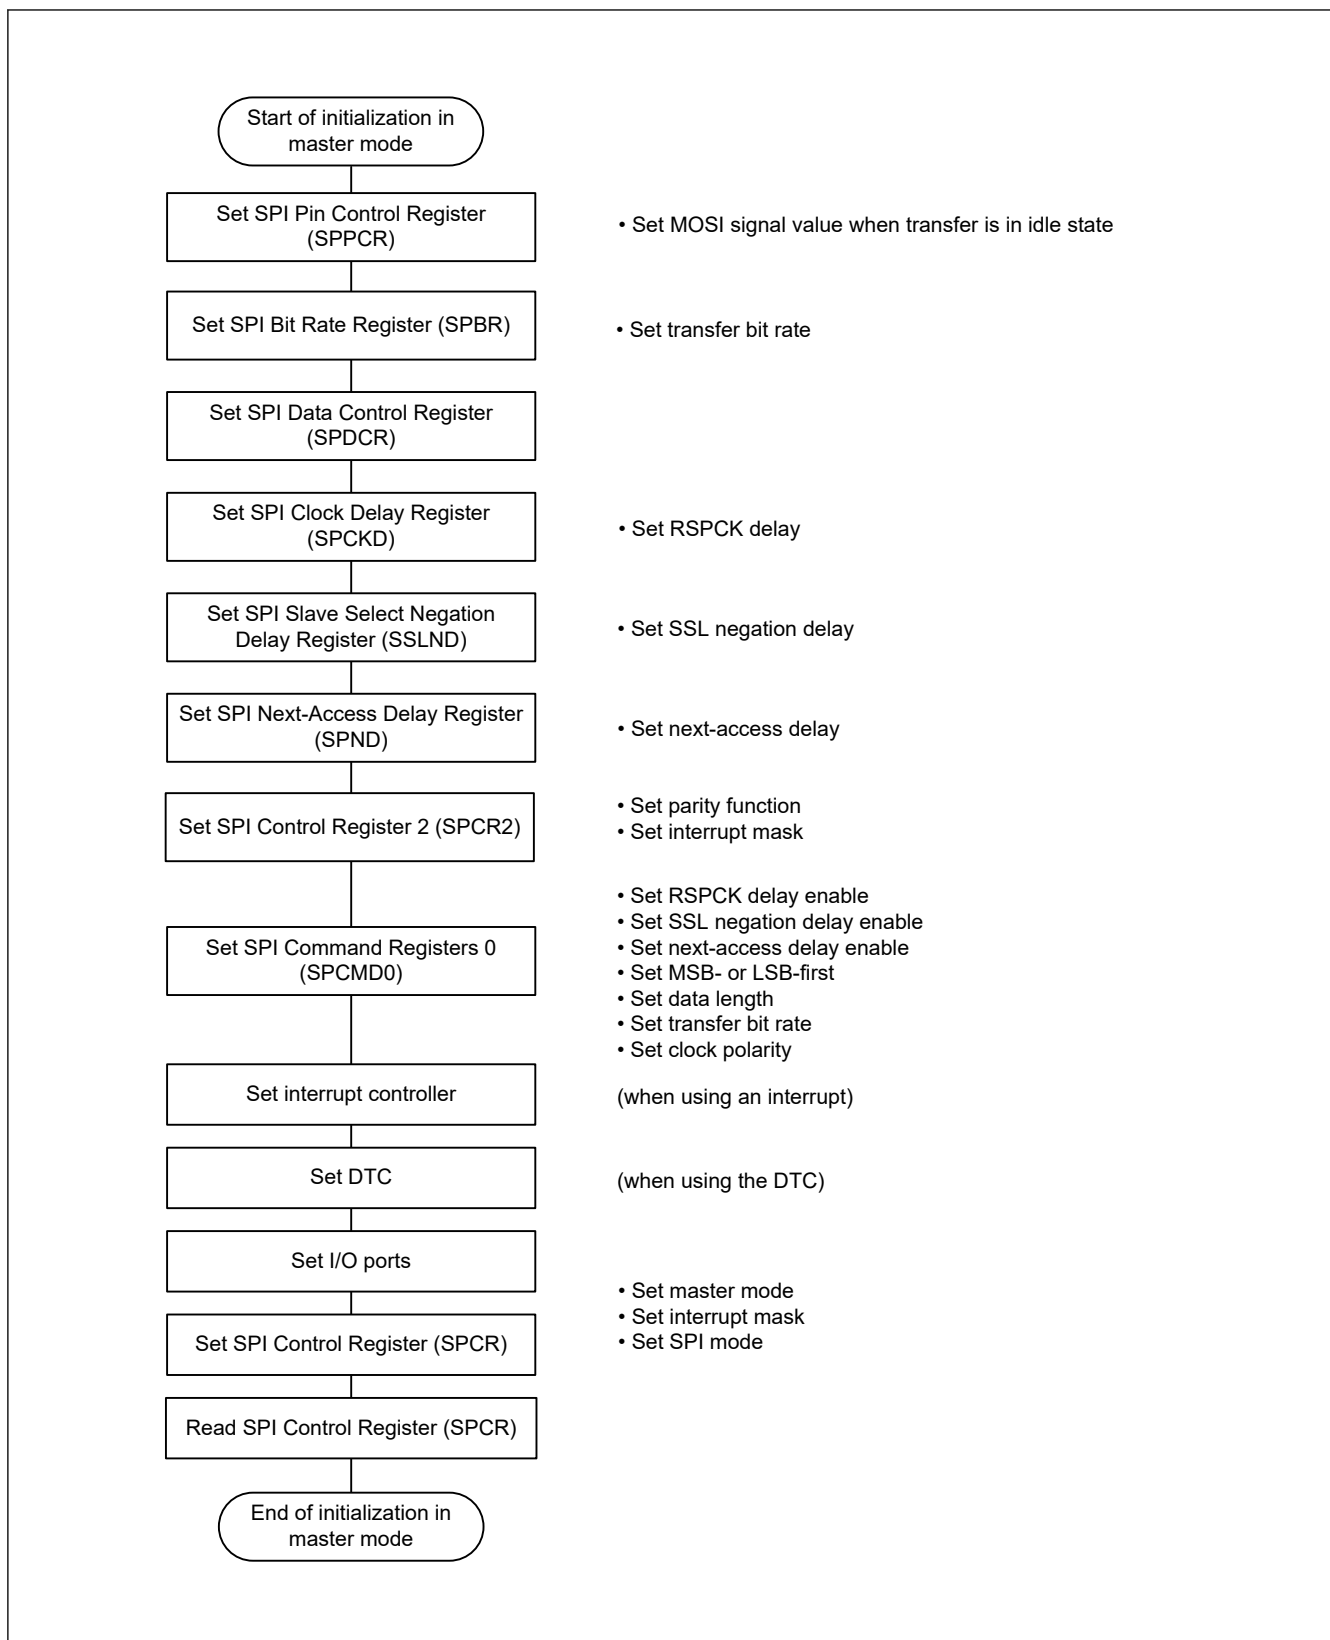 Start of initialization in
master mode
Set SPI Pin Control Register
(SPPCR)
• Set MOSI signal value when transfer is in idle state
Set SPI Bit Rate Register (SPBR)
• Set transfer bit rate
Set SPI Data Control Register
(SPDCR)
Set SPI Clock Delay Register
(SPCKD)
• Set RSPCK delay
Set SPI Slave Select Negation
Delay Register (SSLND)
• Set SSL negation delay
Set SPI Next-Access Delay Register
(SPND)
• Set next-access delay
Set SPI Control Register 2 (SPCR2)
• Set parity function
• Set interrupt mask
Set SPI Command Registers 0
(SPCMD0)
• Set RSPCK delay enable
• Set SSL negation delay enable
• Set next-access delay enable
• Set MSB- or LSB-first
• Set data length
• Set transfer bit rate
• Set clock polarity
Set interrupt controller
(when using an interrupt)
Set DTC
(when using the DTC)
Set I/O ports
Set SPI Control Register (SPCR)
• Set master mode
• Set interrupt mask
• Set SPI mode
Read SPI Control Register (SPCR)
End of initialization in
master mode